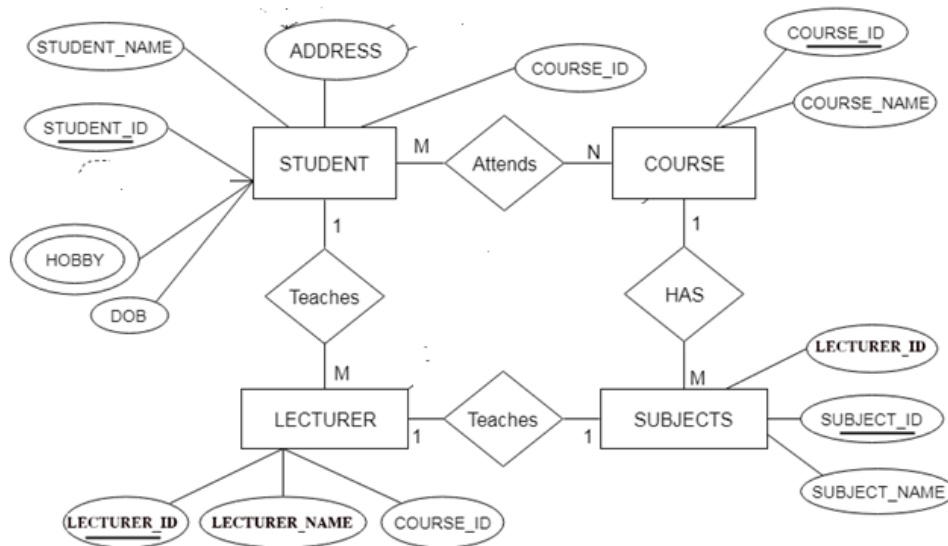 STUDENT_NAME
ADDRESS
COURSE_ID
COURSE_ID
COURSE_NAME
STUDENT_ID
STUDENT
M
Attends
N
COURSE
HOBBY
DOB
1
Teaches
M
1
HAS
M
LECTURER_ID
LECTURER
1
Teaches
1
SUBJECTS
SUBJECT_ID
SUBJECT_NAME
LECTURER_ID
LECTURER_NAME
COURSE_ID